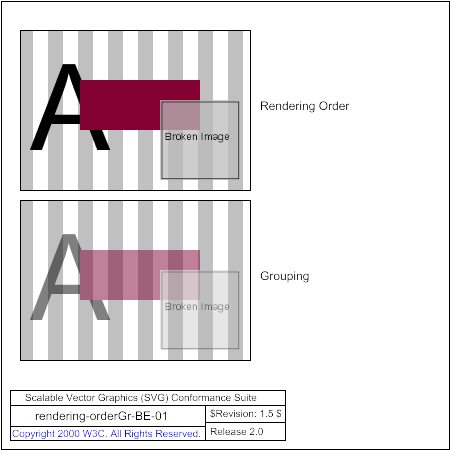 A
Broken Image
Rendering Order
A
Broken Image
Grouping
Scalable Vector Graphics (SVG) Conformance Suite
rendering-orderGr-BE-01
$Revision: 1.5 $
Copyright 2000 W3C. All Rights Reserved.
Release 2.0